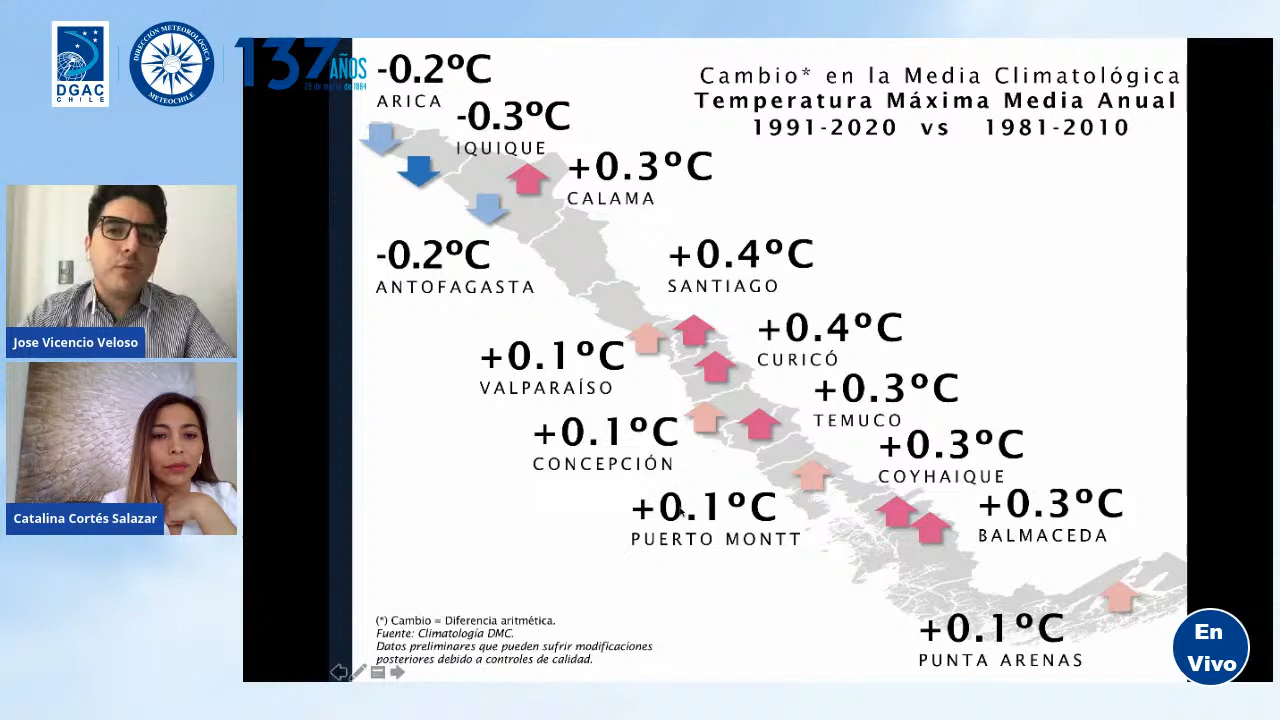 DGAC
CHILE
DIRECCIÓN METEOROLÓGICA
METEOCHILE
137 AÑOS
Cambio* en la Media Climatológica
Temperatura Máxima Media Anual
1991-2020 vs 1981-2010
-0.2ºC
ARICA
-0.3ºC
IQUIQUE
+0.3ºC
CALAMA
-0.2ºC
ANTOFAGASTA
+0.4ºC
SANTIAGO
+0.1ºC
VALPARAÍSO
+0.4ºC
CURICÓ
+0.3ºC
TEMUCO
+0.1ºC
CONCEPCIÓN
+0.3ºC
COYHAIQUE
+0.1ºC
PUERTO MONTT
+0.3ºC
BALMACEDA
+0.1ºC
PUNTA ARENAS
(*) Cambio = Diferencia aritmética.
Fuente: Climatología DMC.
Datos preliminares que pueden sufrir modificaciones
posteriores debido a controles de calidad.
Jose Vicencio Veloso
Catalina Cortés Salazar
En
Vivo